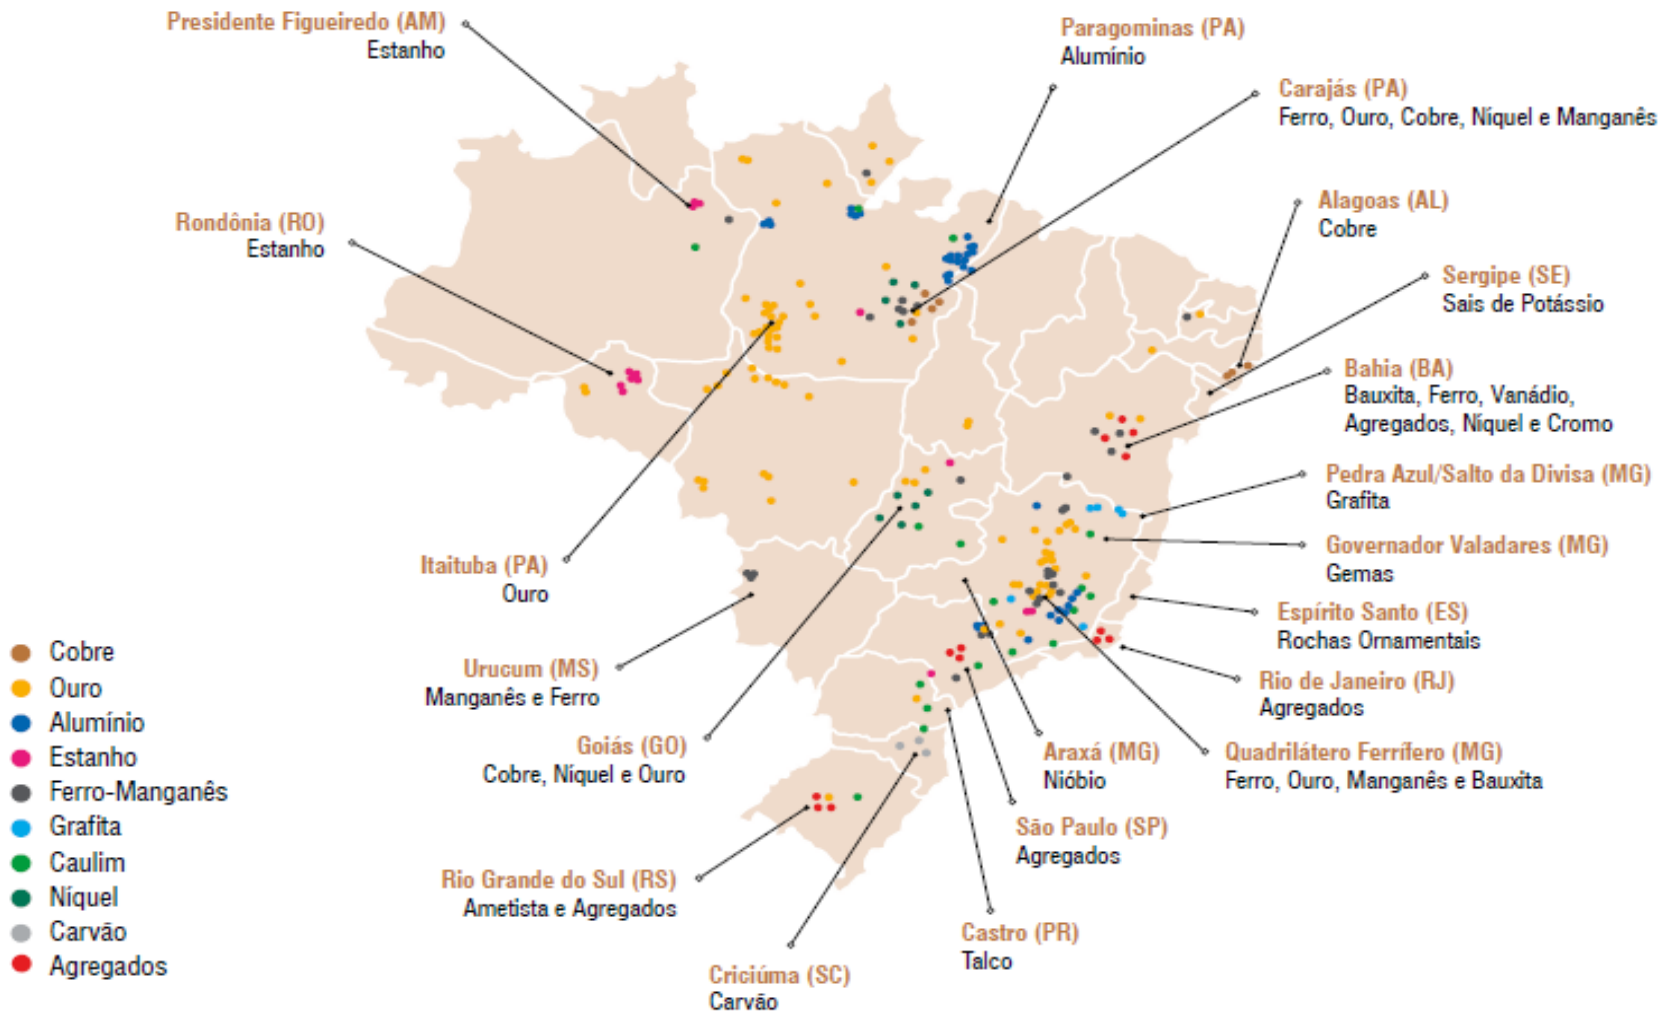 Presidente Figueiredo (AM)
Estanho
Paragominas (PA)
Alumínio
Carajás (PA)
Ferro, Ouro, Cobre, Níquel e Manganês
Rondônia (RO)
Estanho
Alagoas (AL)
Cobre
Sergipe (SE)
Sais de Potássio
Bahia (BA)
Bauxita, Ferro, Vanádio,
Agregados, Níquel e Cromo
Pedra Azul/Salto da Divisa (MG)
Grafita
Governador Valadares (MG)
Gemas
Itaituba (PA)
Ouro
Espírito Santo (ES)
Rochas Ornamentais
Urucum (MS)
Manganês e Ferro
Rio de Janeiro (RJ)
Agregados
Goiás (GO)
Cobre, Níquel e Ouro
Araxá (MG)
Nióbio
Quadrilátero Ferrífero (MG)
Ferro, Ouro, Manganês e Bauxita
São Paulo (SP)
Agregados
Rio Grande do Sul (RS)
Ametista e Agregados
Castro (PR)
Talco
Criciúma (SC)
Carvão
Cobre
Ouro
Alumínio
Estanho
Ferro-Manganês
Grafita
Caulim
Níquel
Carvão
Agregados